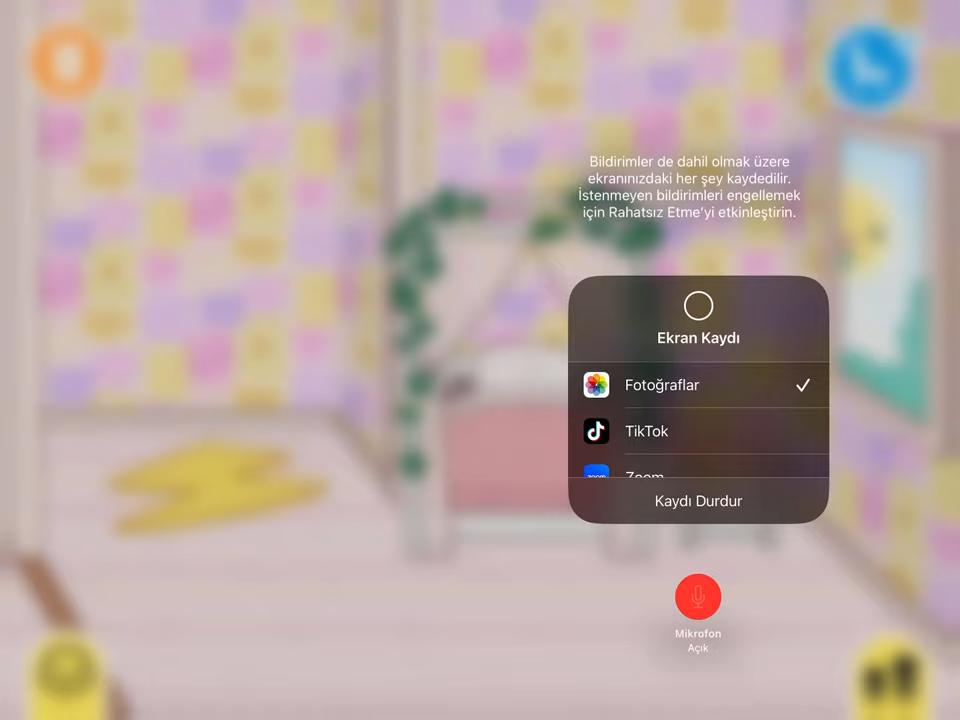 Bildirimler de dahil olmak üzere
ekranınızdaki her şey kaydedilir.
İstenmeyen bildirimleri engellemek
için Rahatsız Etme'yi etkinleştirin.
Ekran Kaydı
Fotoğraflar
TikTok
Zoom
Kaydı Durdur
Mikrofon
Açık